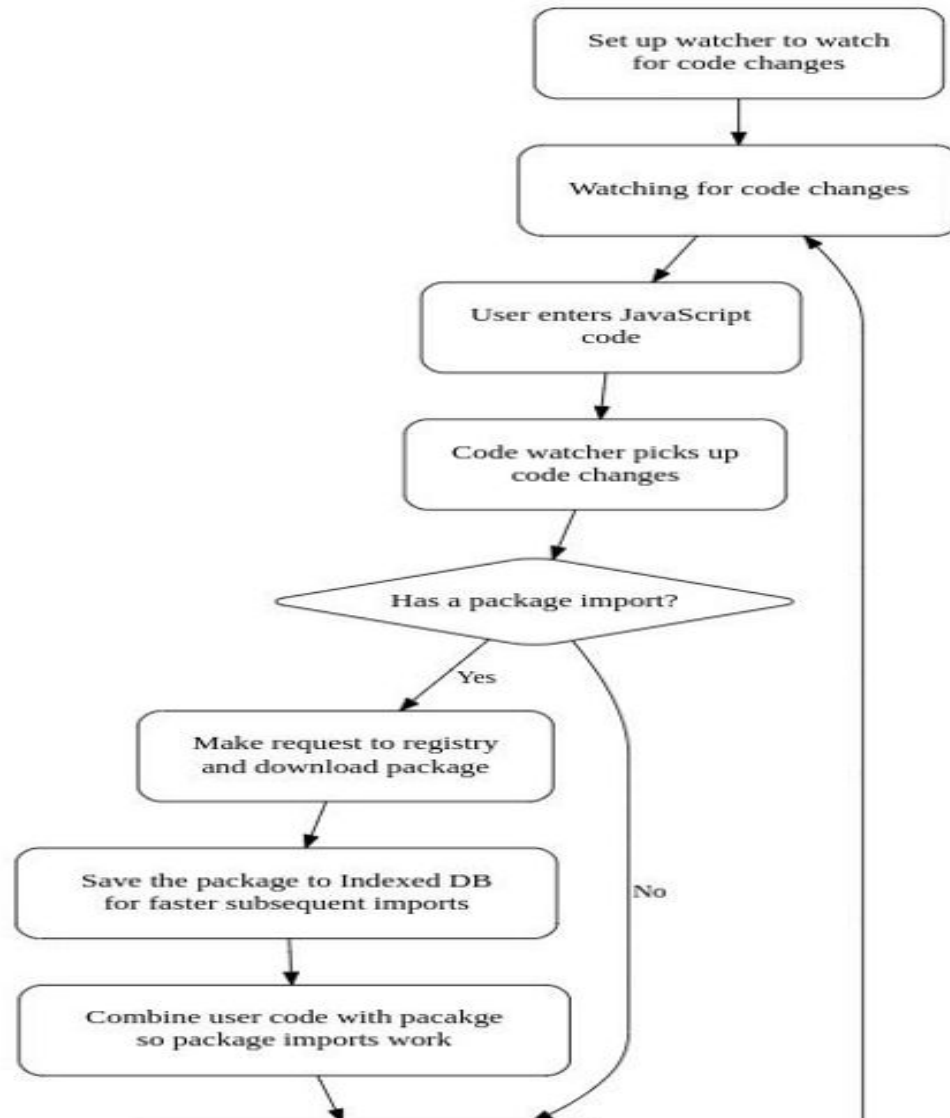 Set up watcher to watch
for code changes
Watching for code changes
User enters JavaScript
code
Code watcher picks up
code changes
Has a package import?
Yes
Make request to registry
and download package
Save the package to Indexed DB
for faster subsequent imports
No
Combine user code with pacakge
so package imports work